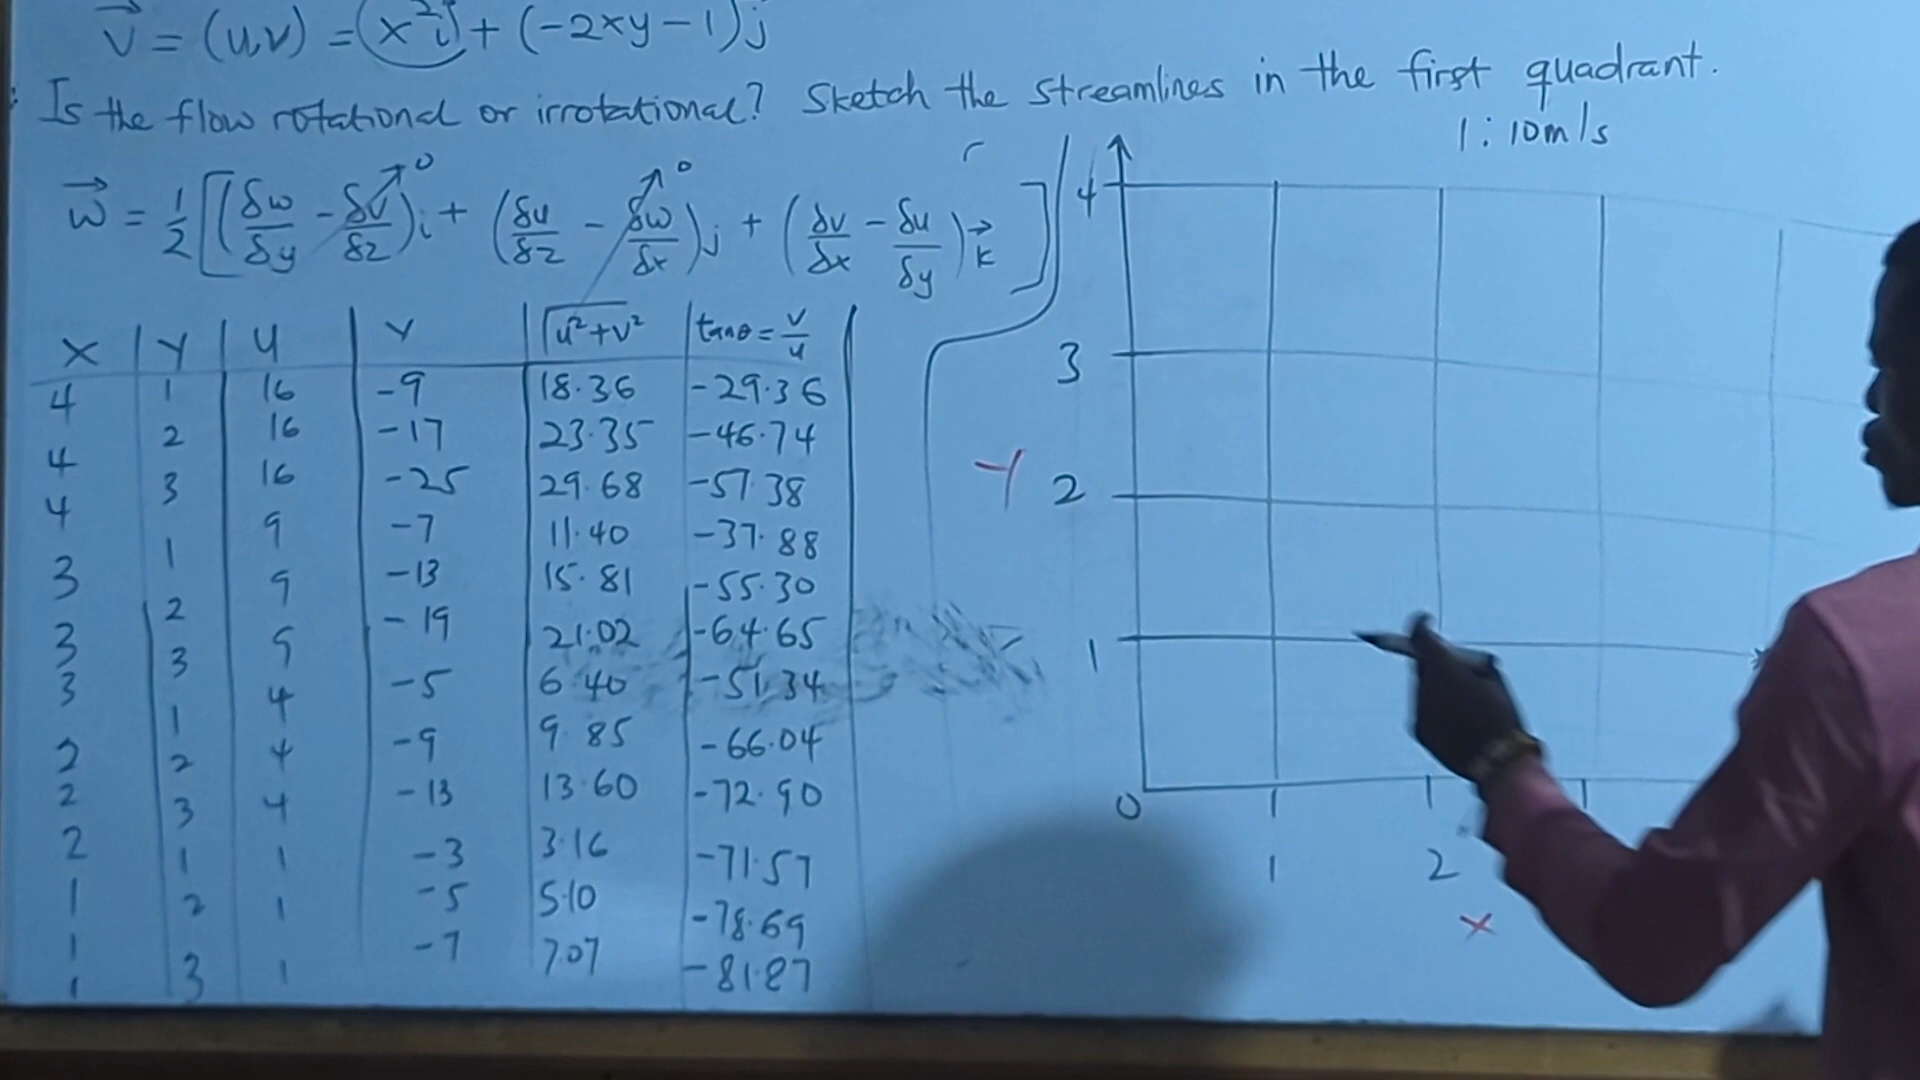 V⃗ = (u,v) = (x²i) + (-2xy-1)j
: Is the flow rotational or irrotational? Sketch the streamlines in the first quadrant.
1 : 10m/s
w⃗ = 1/2 [(δw/δy - δv/δz)i + (δu/δz - δw/δx)j + (δv/δx - δu/δy)k⃗]
0 0
X | Y | U | V | √u²+v² | tanθ = v/u
4 1 16 -9 18.36 -29.36
4 2 16 -17 23.35 -46.74
4 3 16 -25 29.68 -57.38
3 1 9 -7 11.40 -37.88
3 2 9 -13 15.81 -55.30
3 3 9 -19 21.02 -64.65
2 1 4 -5 6.40 -51.34
2 2 4 -9 9.85 -66.04
2 3 4 -13 13.60 -72.90
1 1 1 -3 3.16 -71.57
1 2 1 -5 5.10 -78.69
1 3 1 -7 7.07 -81.87
4
3
Y
2
1
0
1 2
X